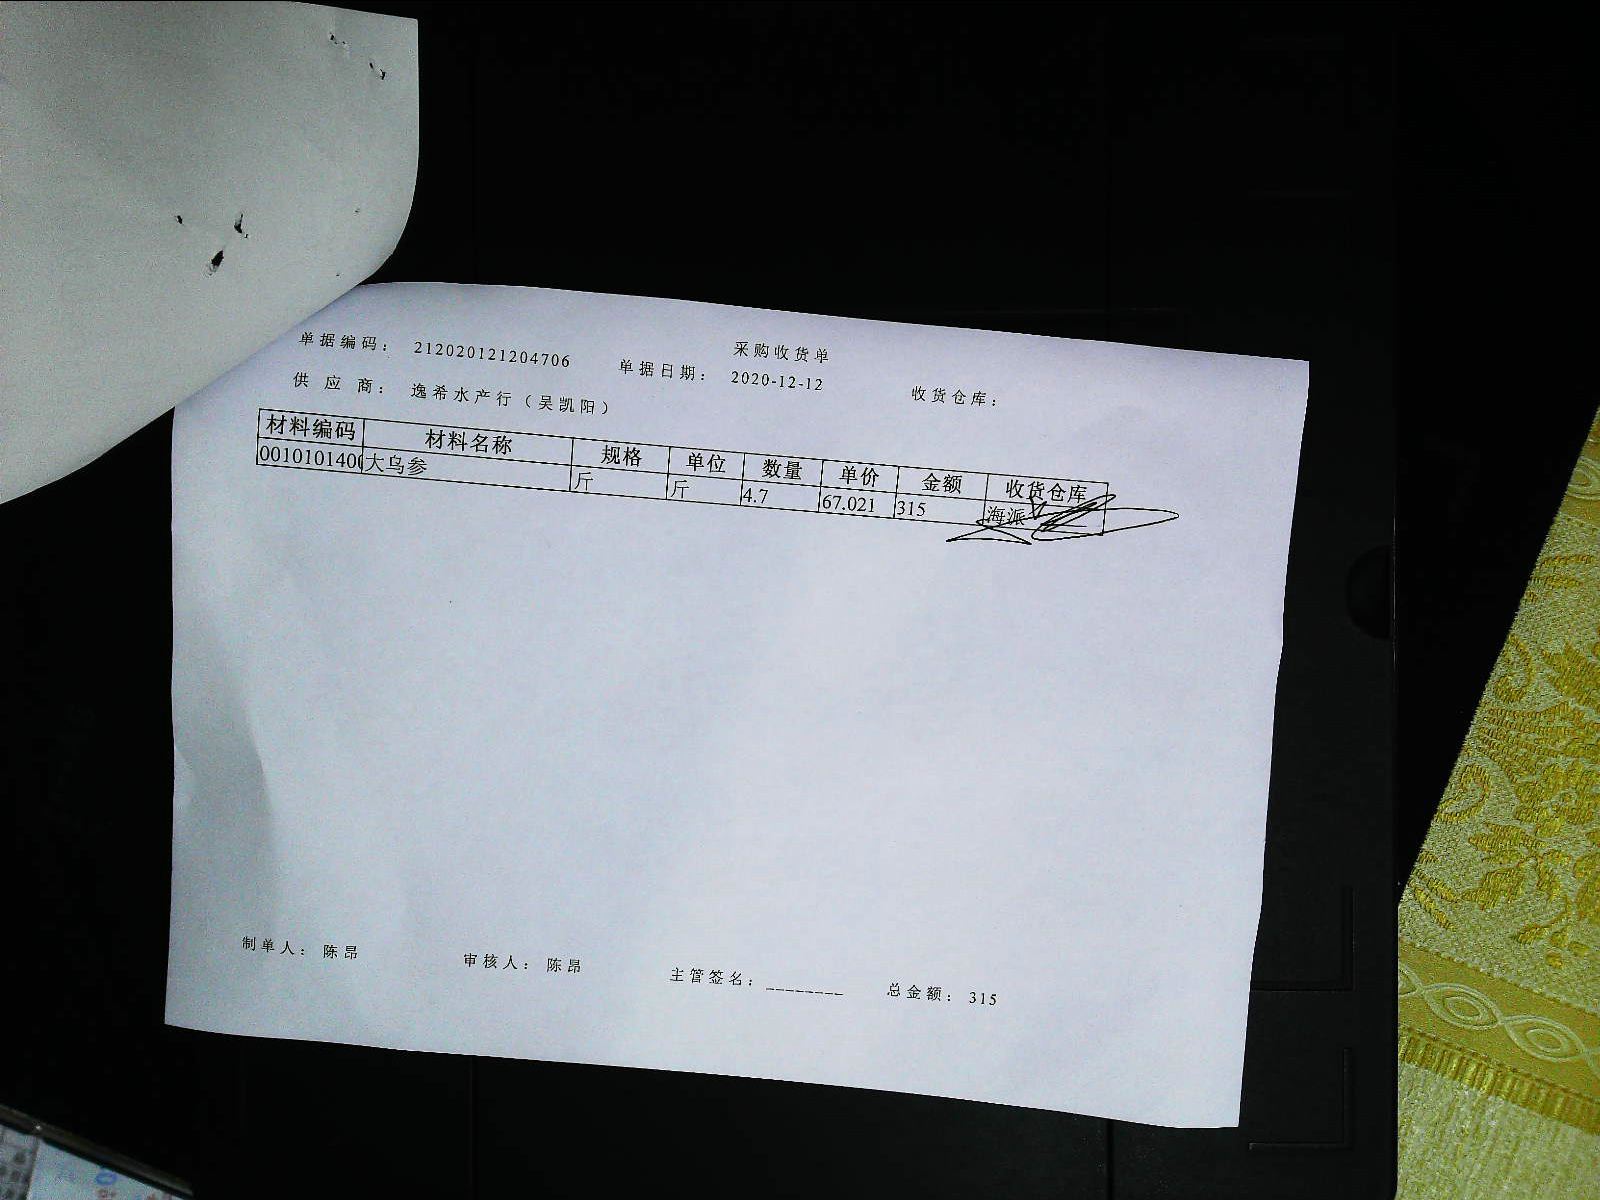 采购收货单
单据编码： 212020121204706 单据日期： 2020-12-12 收货仓库：
供 应 商： 逸希水产行（吴凯阳）
材料编码 材料名称 规格 单位 数量 单价 金额 收货仓库
0010101400 大乌参 斤 斤 4.7 67.021 315 海派
制单人： 陈昂 审核人： 陈昂 主管签名：________ 总金额：315